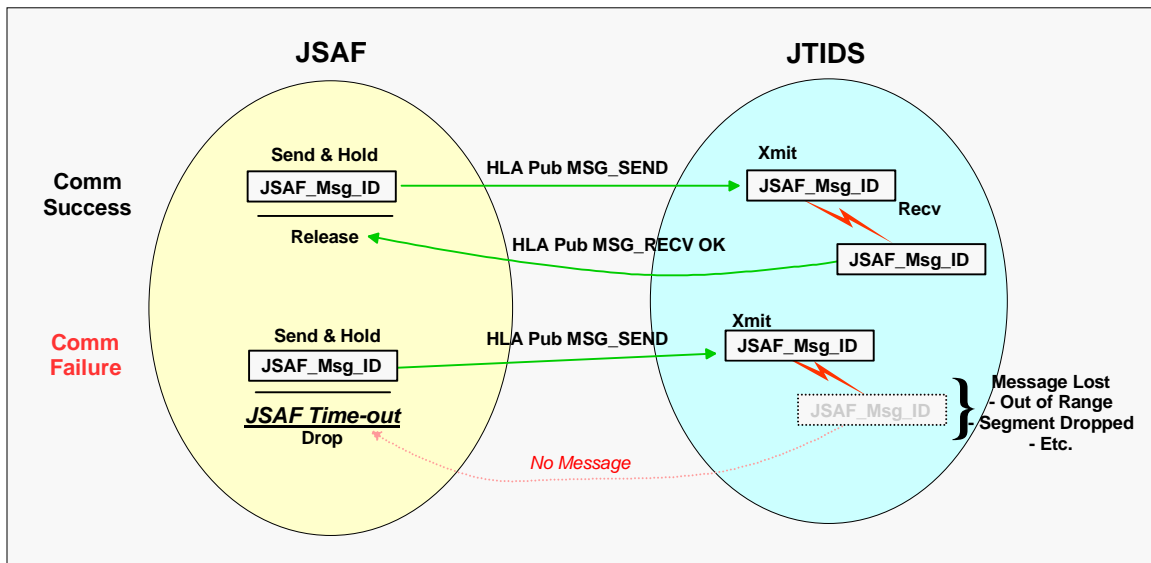 JSAF
JTIDS
Comm
Success
Send & Hold
JSAF_Msg_ID
Release
HLA Pub MSG_SEND
HLA Pub MSG_RECV OK
Xmit
JSAF_Msg_ID
Recv
JSAF_Msg_ID
Comm
Failure
Send & Hold
JSAF_Msg_ID
JSAF Time-out
Drop
HLA Pub MSG_SEND
No Message
Xmit
JSAF_Msg_ID
JSAF_Msg_ID
Message Lost
- Out of Range
- Segment Dropped
- Etc.